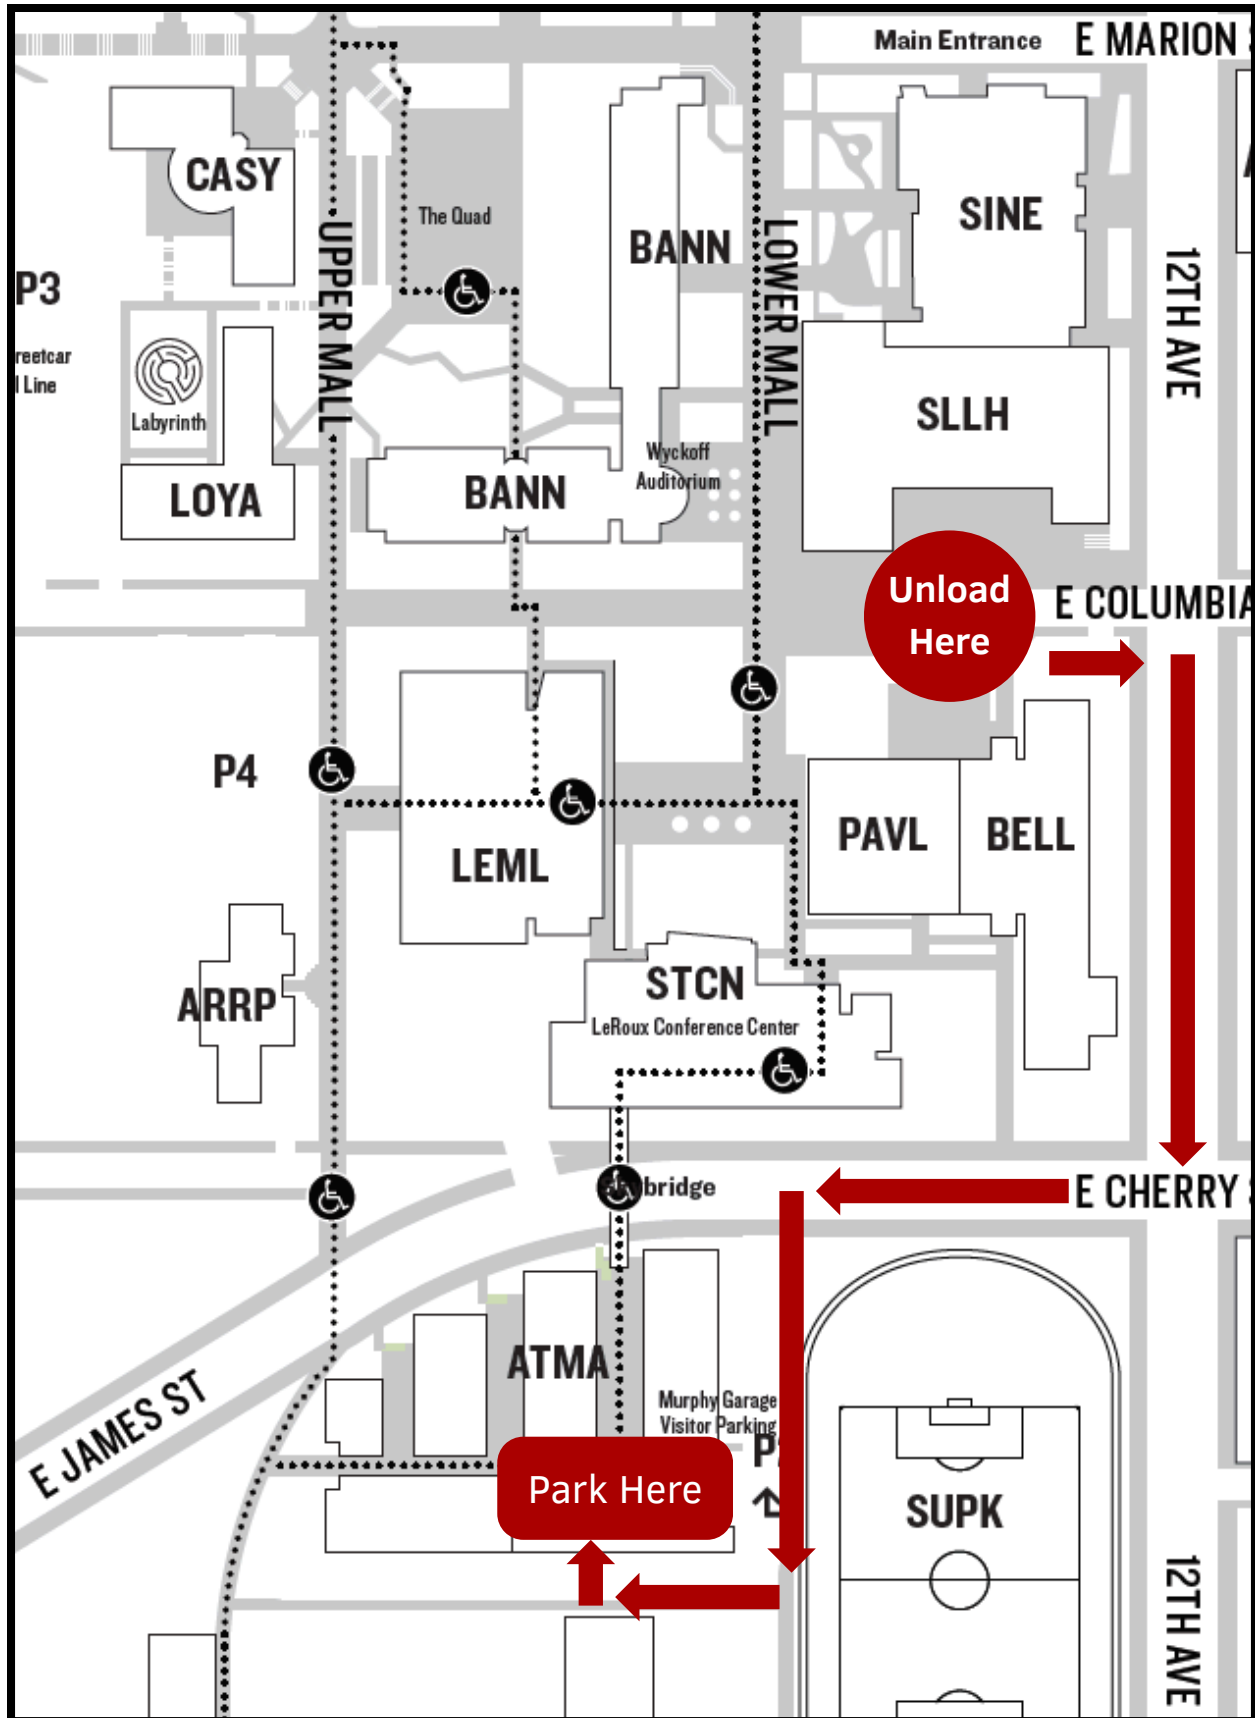 Main Entrance
E MARION
CASY
The Quad
BANN
SINE
UPPER MALL
LOWER MALL
12TH AVE
P3
reetcar
l Line
Labyrinth
SLLH
LOYA
BANN
Wyckoff
Auditorium
Unload
Here
E COLUMBIA
P4
LEML
PAVL
BELL
ARRP
STCN
LeRoux Conference Center
bridge
E CHERRY
ATMA
E JAMES ST
Murphy Garage
Visitor Parking
Park Here
SUPK
12TH AVE